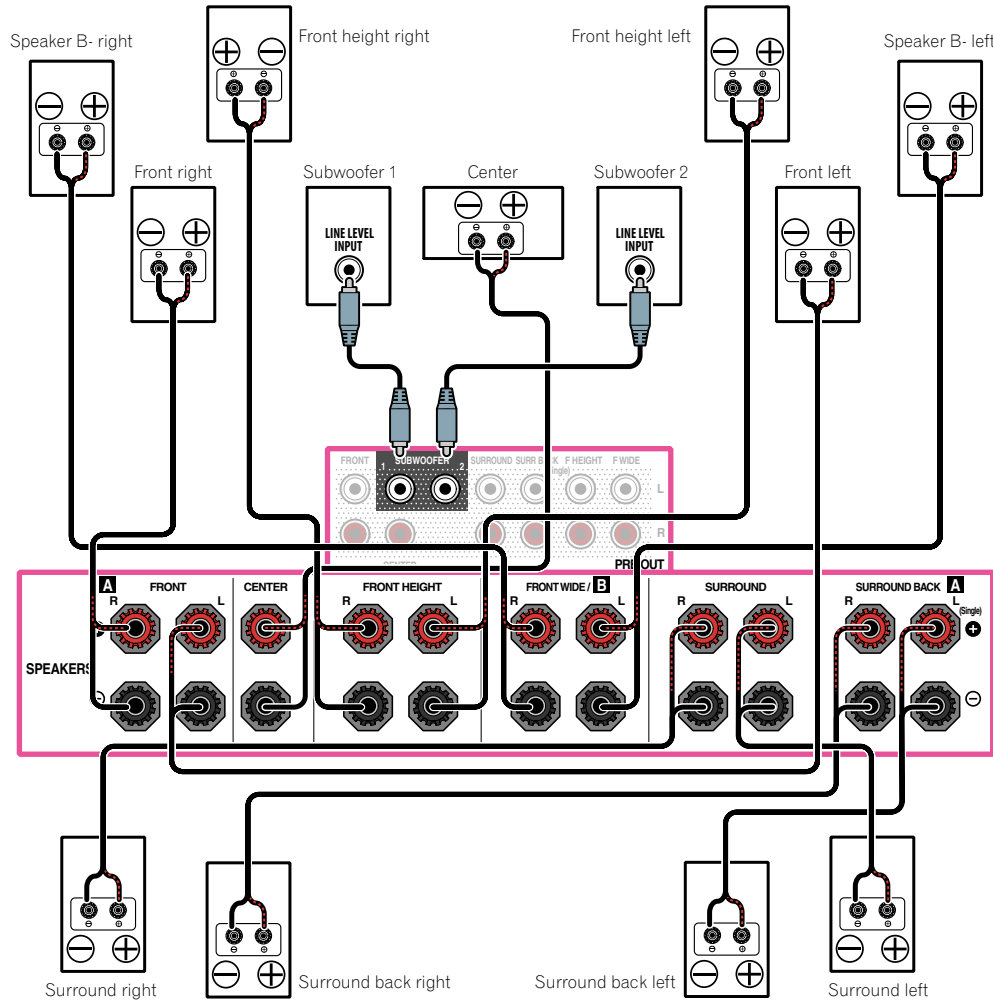 Speaker B- right
Front height right
Front height left
Speaker B- left
Front right
Subwoofer 1
Center
Subwoofer 2
Front left
LINE LEVEL
INPUT
LINE LEVEL
INPUT
FRONT SUBWOOFER SURROUND SURR BACK F HEIGHT F WIDE
1 2
L
R
CENTER
PRE OUT
A FRONT CENTER FRONT HEIGHT FRONT WIDE / B SURROUND SURROUND BACK A
R L R L R L R L R L
(Single)
SPEAKERS
Surround right
Surround back right
Surround back left
Surround left